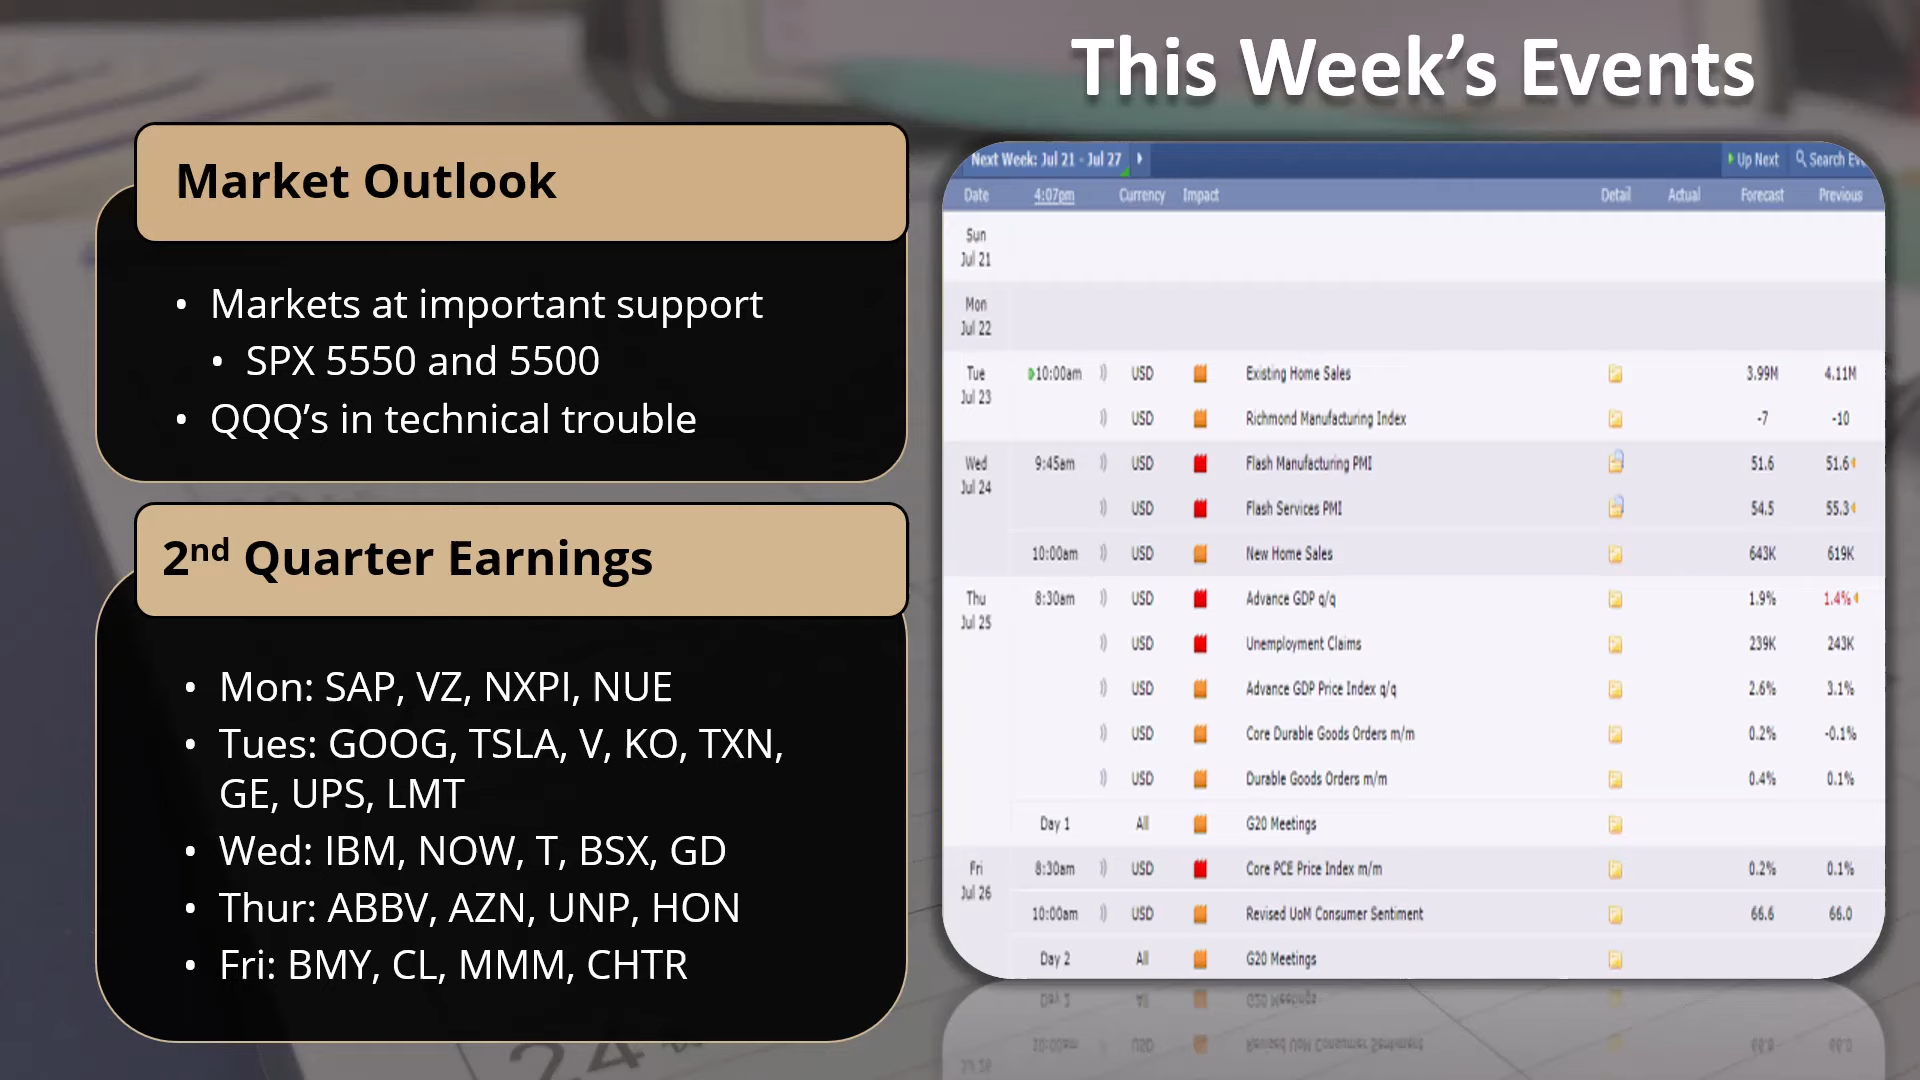 This Week’s Events
Market Outlook
• Markets at important support
• SPX 5550 and 5500
• QQQ’s in technical trouble
2nd Quarter Earnings
• Mon: SAP, VZ, NXPI, NUE
• Tues: GOOG, TSLA, V, KO, TXN,
GE, UPS, LMT
• Wed: IBM, NOW, T, BSX, GD
• Thur: ABBV, AZN, UNP, HON
• Fri: BMY, CL, MMM, CHTR
Next Week: Jul 21 - Jul 27 Up Next Search
Date 4:07pm Currency Impact Detail Actual Forecast Previous
Sun
Jul 21
Mon
Jul 22
Tue 10:00am USD Existing Home Sales 3.99M 4.11M
Jul 23
USD Richmond Manufacturing Index -7 -10
Wed 9:45am USD Flash Manufacturing PMI 51.6 51.6
Jul 24
USD Flash Services PMI 54.5 55.3
10:00am USD New Home Sales 643K 619K
Thu 8:30am USD Advance GDP q/q 1.9% 1.4%
Jul 25
USD Unemployment Claims 239K 243K
USD Advance GDP Price Index q/q 2.6% 3.1%
USD Core Durable Goods Orders m/m 0.2% -0.1%
USD Durable Goods Orders m/m 0.4% 0.1%
Day 1 All G20 Meetings
Fri 8:30am USD Core PCE Price Index m/m 0.2% 0.1%
Jul 26
10:00am USD Revised UoM Consumer Sentiment 66.6 66.0
Day 2 All G20 Meetings
24